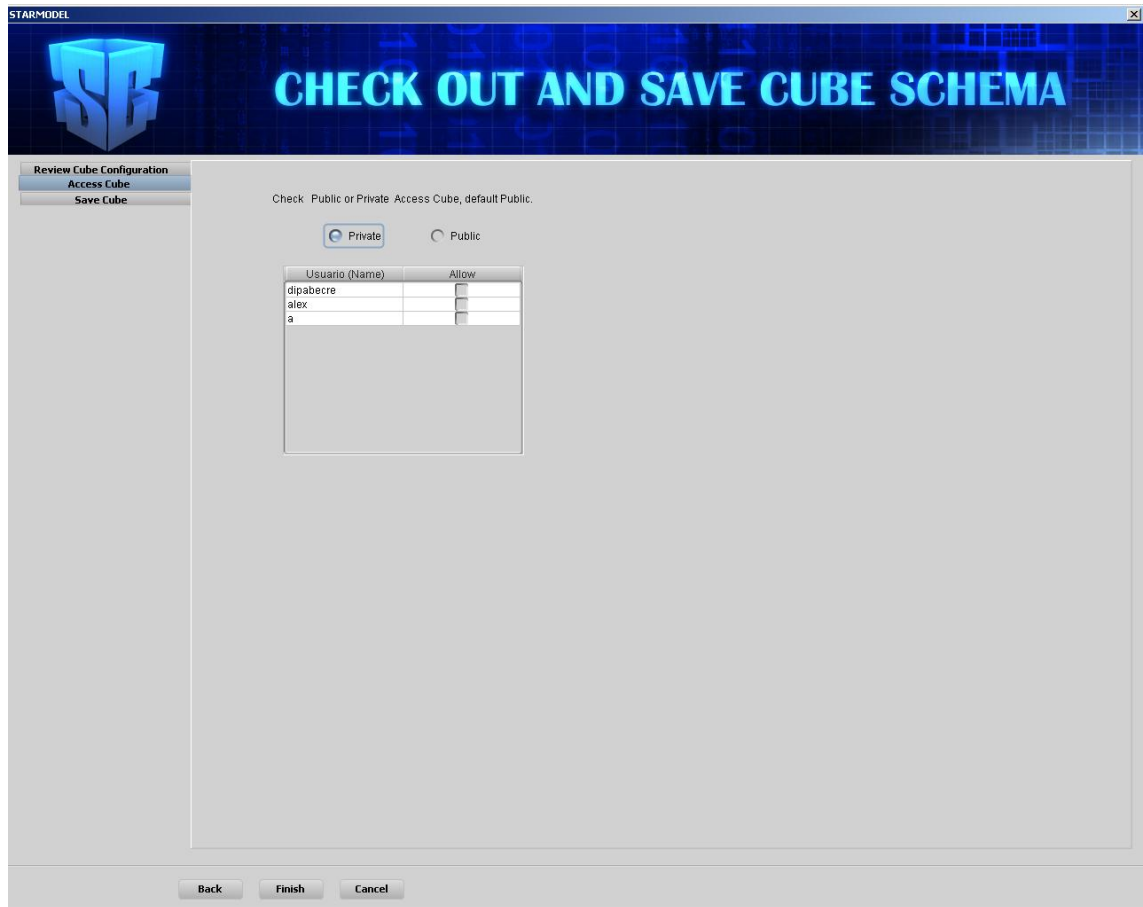 STARMODEL
CHECK OUT AND SAVE CUBE SCHEMA
Review Cube Configuration
Access Cube
Save Cube
Check Public or Private Access Cube, default Public.
Private Public
Usuario (Name) Allow
dipabecre
alex
a
Back Finish Cancel